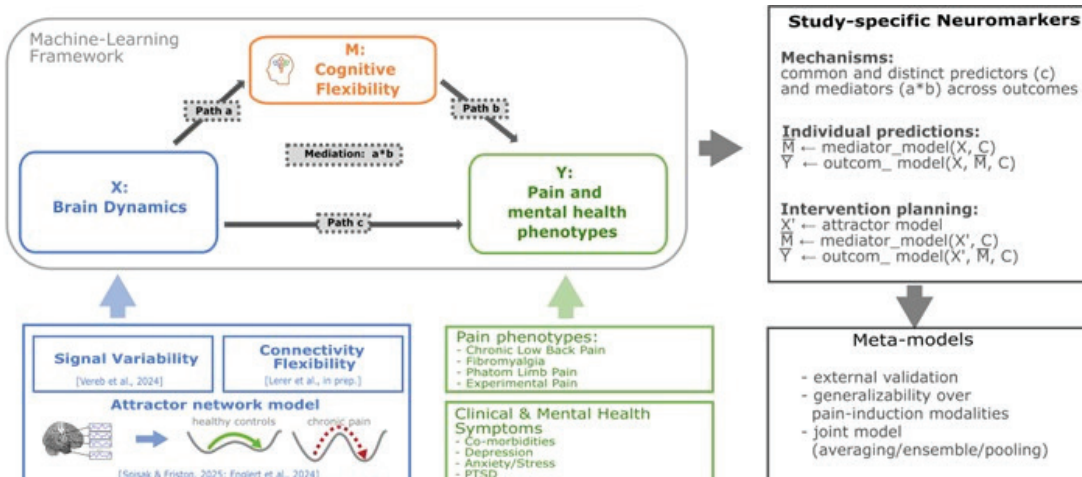 Machine-Learning
Framework
M:
Cognitive
Flexibility
Path a
Path b
Mediation: a*b
X:
Brain Dynamics
Y:
Pain and
mental health
phenotypes
Path c
Signal Variability
[Vereb et al., 2024]
Connectivity
Flexibility
[Lerer et al., in prep.]
Attractor network model
healthy controls
chronic pain
[Spisak & Friston, 2025; Englert et al., 2024]
Pain phenotypes:
- Chronic Low Back Pain
- Fibromyalgia
- Phatom Limb Pain
- Experimental Pain
Clinical & Mental Health
Symptoms
- Co-morbidities
- Depression
- Anxiety/Stress
- PTSD
Study-specific Neuromarkers
Mechanisms:
common and distinct predictors (c)
and mediators (a*b) across outcomes
Individual predictions:
M̅ ← mediator_model(X, C)
Y̅ ← outcom_ model(X, M̅, C)
Intervention planning:
X' ← attractor model
M̅ ← mediator_model(X', C)
Y̅ ← outcom_ model(X', M̅, C)
Meta-models
- external validation
- generalizability over
pain-induction modalities
- joint model
(averaging/ensemble/pooling)